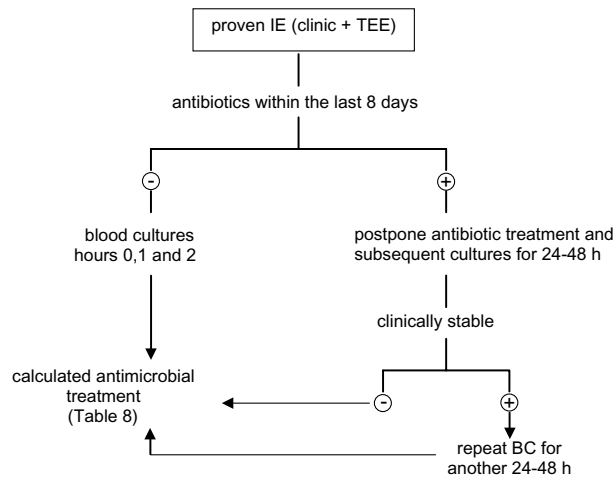 proven IE (clinic + TEE)
antibiotics within the last 8 days
-
+
blood cultures
hours 0,1 and 2
postpone antibiotic treatment and
subsequent cultures for 24-48 h
clinically stable
calculated antimicrobial
treatment
(Table 8)
-
+
repeat BC for
another 24-48 h